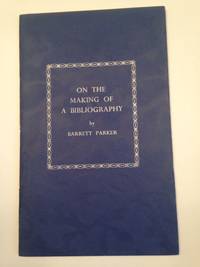 ON THE
MAKING OF
A BIBLIOGRAPHY
by
BARRETT PARKER